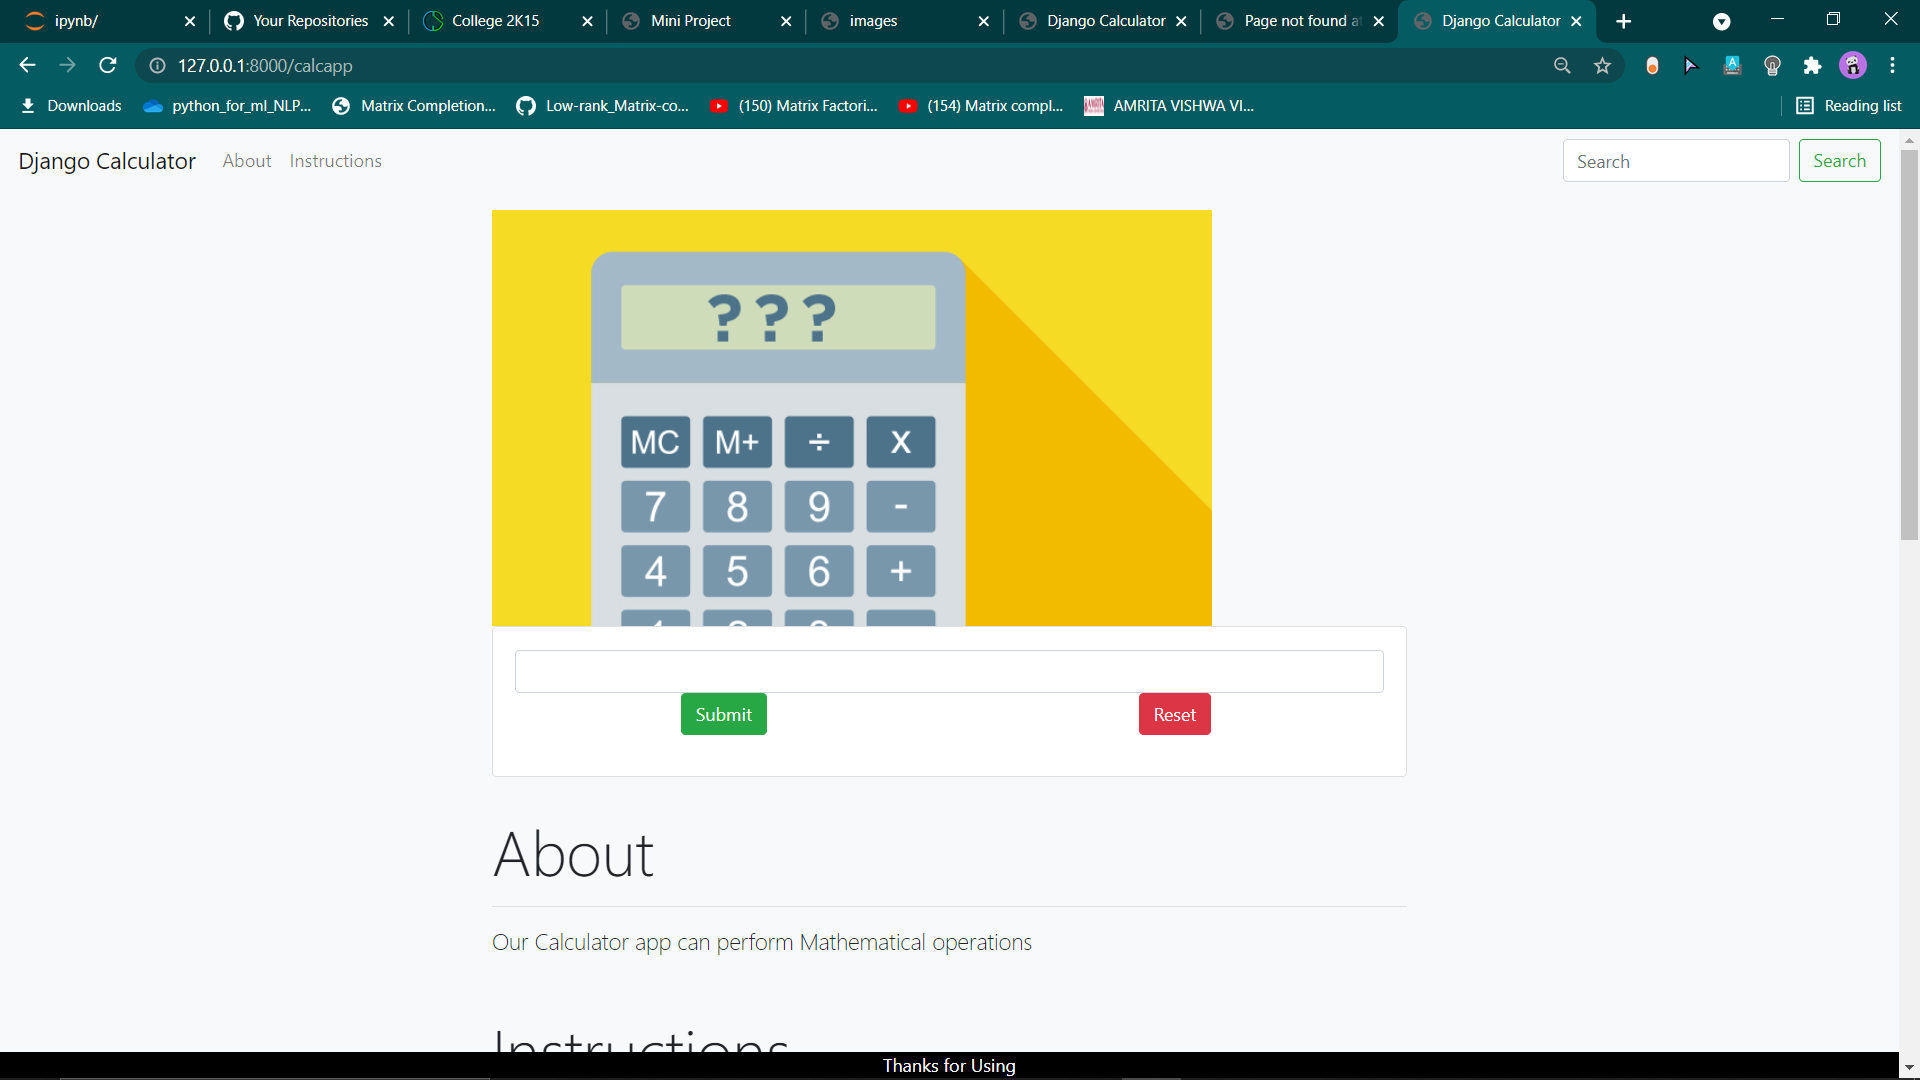 ipynb/
Your Repositories
College 2K15
Mini Project
images
Django Calculator
Page not found a
Django Calculator
127.0.0.1:8000/calcapp
Downloads
python_for_ml_NLP...
Matrix Completion...
Low-rank_Matrix-co...
(150) Matrix Factori...
(154) Matrix compl...
AMRITA VISHWA VI...
Reading list
Django Calculator
About
Instructions
Search
Search
? ? ?
MC M+ ÷ X
7 8 9 -
4 5 6 +
Submit
Reset
About
Our Calculator app can perform Mathematical operations
Instructions
Thanks for Using